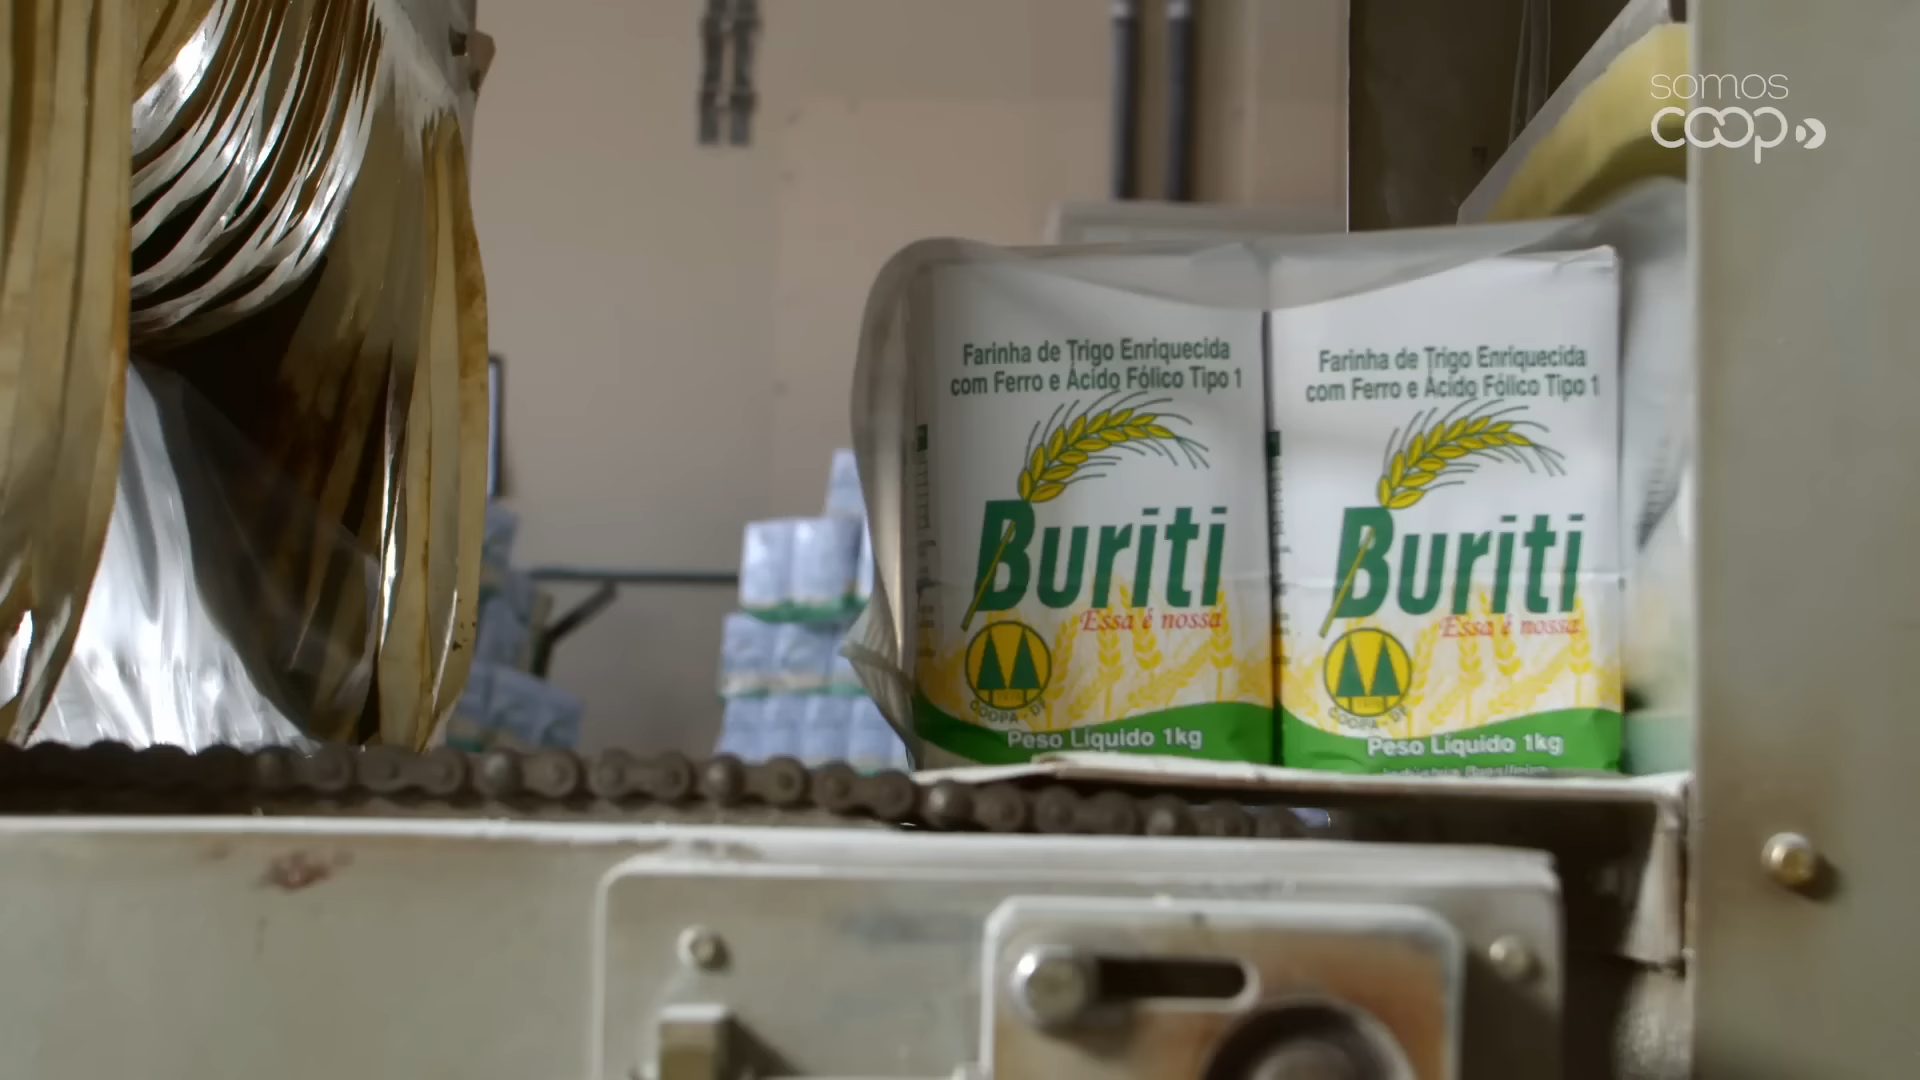 somos
coop
Farinha de Trigo Enriquecida
com Ferro e Ácido Fólico Tipo 1
Buriti
Essa é nossa
COOPA - DF
Peso Líquido 1kg
Farinha de Trigo Enriquecida
com Ferro e Ácido Fólico Tipo 1
Buriti
Essa é nossa
COOPA - DF
Peso Líquido 1kg
Indústria Brasileira